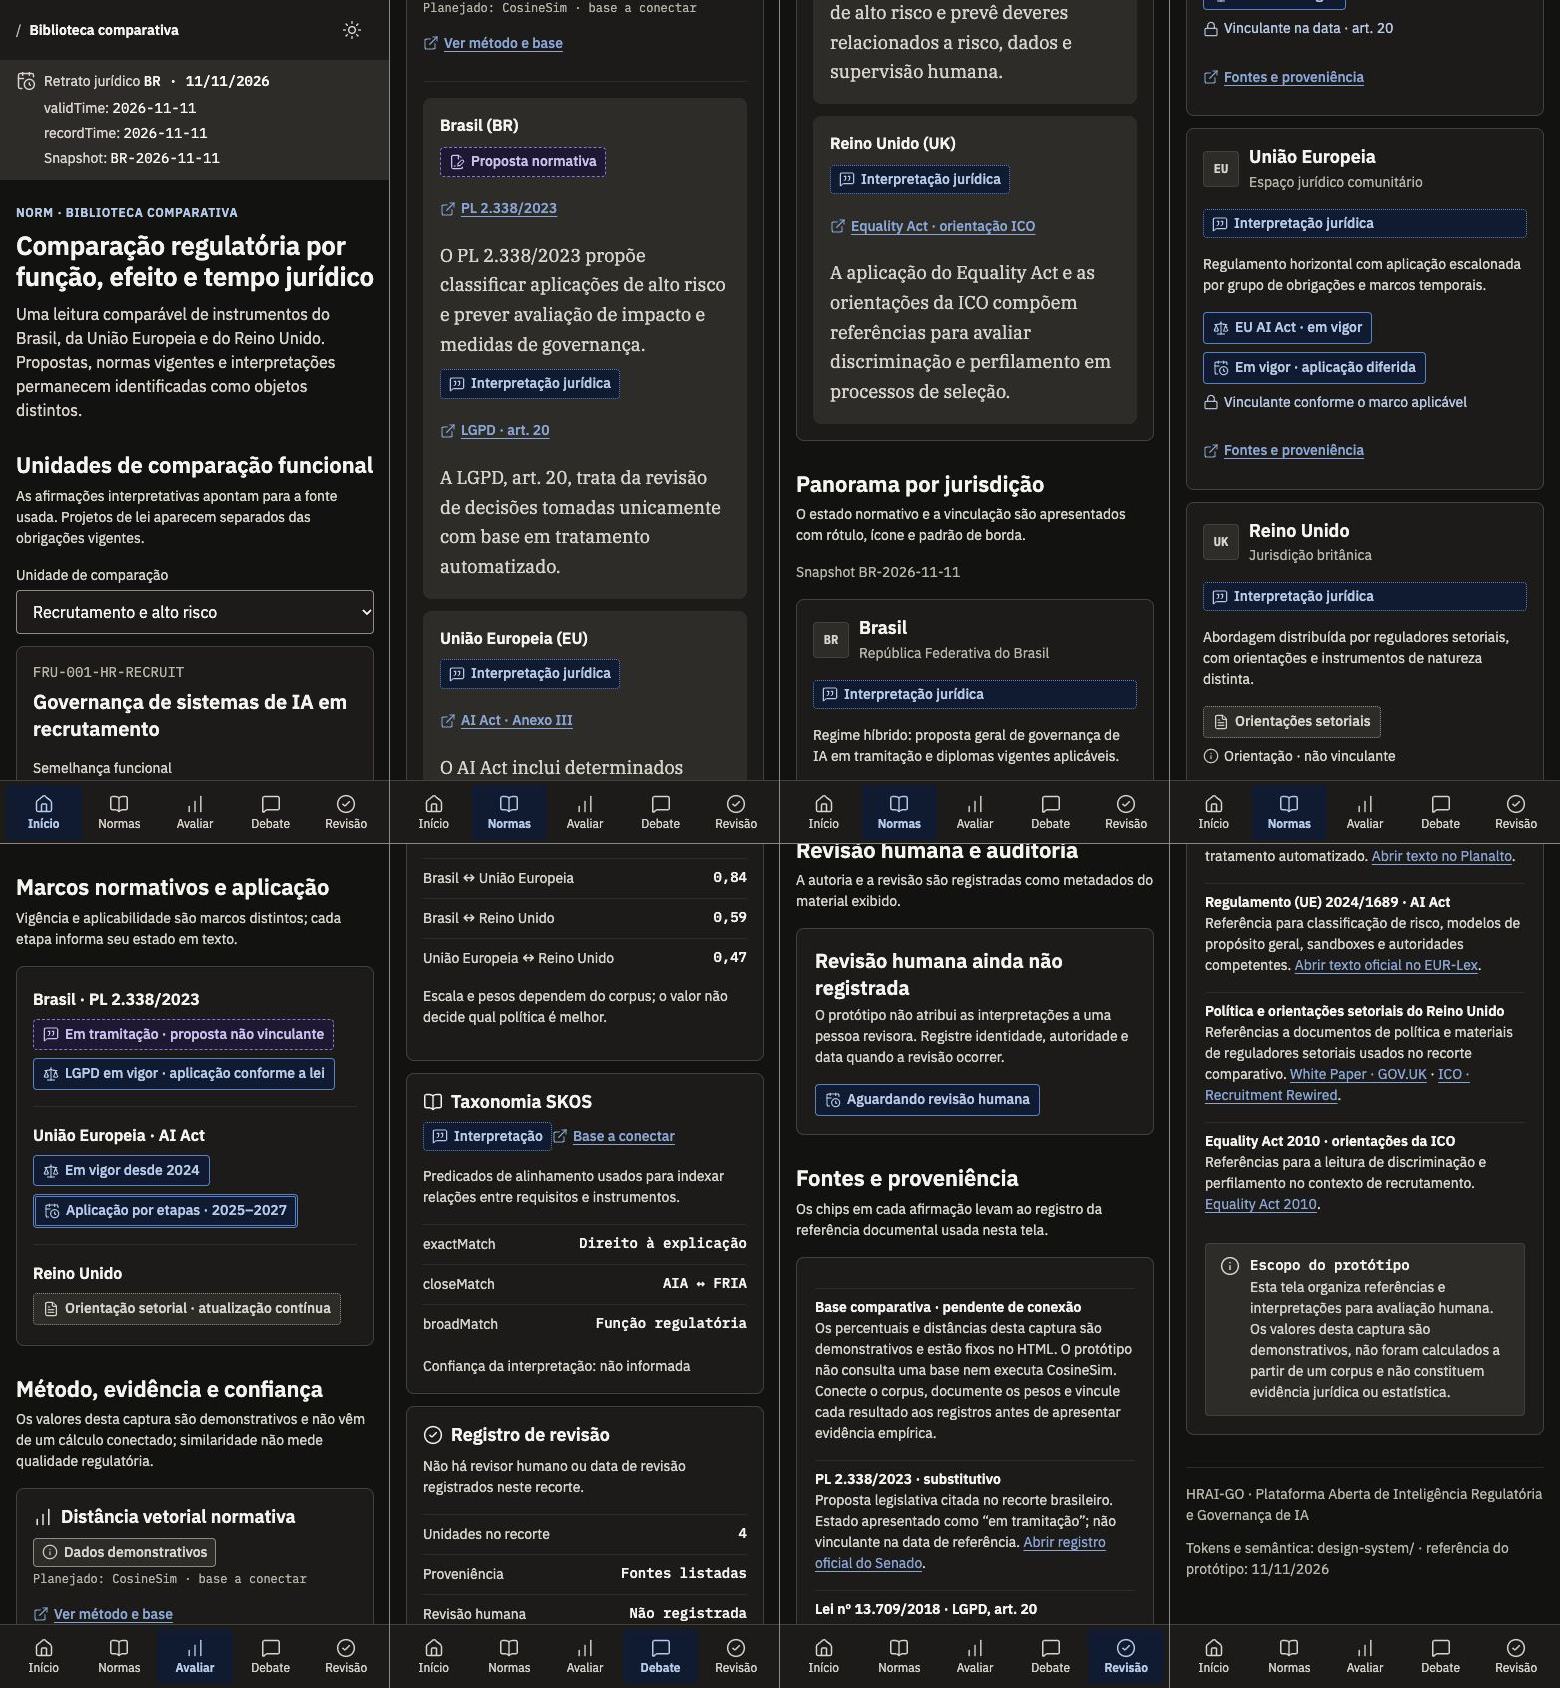 / Biblioteca comparativa
Retrato jurídico BR · 11/11/2026
validTime: 2026-11-11
recordTime: 2026-11-11
Snapshot: BR-2026-11-11
NORM · BIBLIOTECA COMPARATIVA
Comparação regulatória por
função, efeito e tempo jurídico
Uma leitura comparável de instrumentos do
Brasil, da União Europeia e do Reino Unido.
Propostas, normas vigentes e interpretações
permanecem identificadas como objetos
distintos.
Unidades de comparação funcional
As afirmações interpretativas apontam para a fonte
usada. Projetos de lei aparecem separados das
obrigações vigentes.
Unidade de comparação
Recrutamento e alto risco
FRU-001-HR-RECRUIT
Governança de sistemas de IA em
recrutamento
Semelhança funcional
Início
Normas
Avaliar
Debate
Revisão
Planejado: CosineSim · base a conectar
Ver método e base
Brasil (BR)
Proposta normativa
PL 2.338/2023
O PL 2.338/2023 propõe
classificar aplicações de alto risco
e prever avaliação de impacto e
medidas de governança.
Interpretação jurídica
LGPD · art. 20
A LGPD, art. 20, trata da revisão
de decisões tomadas unicamente
com base em tratamento
automatizado.
União Europeia (EU)
Interpretação jurídica
AI Act · Anexo III
O AI Act inclui determinados
Início
Normas
Avaliar
Debate
Revisão
de alto risco e prevê deveres
relacionados a risco, dados e
supervisão humana.
Reino Unido (UK)
Interpretação jurídica
Equality Act · orientação ICO
A aplicação do Equality Act e as
orientações da ICO compõem
referências para avaliar
discriminação e perfilamento em
processos de seleção.
Panorama por jurisdição
O estado normativo e a vinculação são apresentados
com rótulo, ícone e padrão de borda.
Snapshot BR-2026-11-11
BR
Brasil
República Federativa do Brasil
Interpretação jurídica
Regime híbrido: proposta geral de governança de
IA em tramitação e diplomas vigentes aplicáveis.
Início
Normas
Avaliar
Debate
Revisão
Vinculante na data · art. 20
Fontes e proveniência
EU
União Europeia
Espaço jurídico comunitário
Interpretação jurídica
Regulamento horizontal com aplicação escalonada
por grupo de obrigações e marcos temporais.
EU AI Act · em vigor
Em vigor · aplicação diferida
Vinculante conforme o marco aplicável
Fontes e proveniência
UK
Reino Unido
Jurisdição britânica
Interpretação jurídica
Abordagem distribuída por reguladores setoriais,
com orientações e instrumentos de natureza
distinta.
Orientações setoriais
Orientação · não vinculante
Início
Normas
Avaliar
Debate
Revisão
Marcos normativos e aplicação
Vigência e aplicabilidade são marcos distintos; cada
etapa informa seu estado em texto.
Brasil · PL 2.338/2023
Em tramitação · proposta não vinculante
LGPD em vigor · aplicação conforme a lei
União Europeia · AI Act
Em vigor desde 2024
Aplicação por etapas · 2025–2027
Reino Unido
Orientação setorial · atualização contínua
Método, evidência e confiança
Os valores desta captura são demonstrativos e não vêm
de um cálculo conectado; similaridade não mede
qualidade regulatória.
Distância vetorial normativa
Dados demonstrativos
Planejado: CosineSim · base a conectar
Ver método e base
Início
Normas
Avaliar
Debate
Revisão
Brasil ↔ União Europeia 0,84
Brasil ↔ Reino Unido 0,59
União Europeia ↔ Reino Unido 0,47
Escala e pesos dependem do corpus; o valor não
decide qual política é melhor.
Taxonomia SKOS
Interpretação Base a conectar
Predicados de alinhamento usados para indexar
relações entre requisitos e instrumentos.
exactMatch Direito à explicação
closeMatch AIA ↔ FRIA
broadMatch Função regulatória
Confiança da interpretação: não informada
Registro de revisão
Não há revisor humano ou data de revisão
registrados neste recorte.
Unidades no recorte 4
Proveniência Fontes listadas
Revisão humana Não registrada
Início
Normas
Avaliar
Debate
Revisão
Revisão humana e auditoria
A autoria e a revisão são registradas como metadados do
material exibido.
Revisão humana ainda não
registrada
O protótipo não atribui as interpretações a uma
pessoa revisora. Registre identidade, autoridade e
data quando a revisão ocorrer.
Aguardando revisão humana
Fontes e proveniência
Os chips em cada afirmação levam ao registro da
referência documental usada nesta tela.
Base comparativa · pendente de conexão
Os percentuais e distâncias desta captura são
demonstrativos e estão fixos no HTML. O protótipo
não consulta uma base nem executa CosineSim.
Conecte o corpus, documente os pesos e vincule
cada resultado aos registros antes de apresentar
evidência empírica.
PL 2.338/2023 · substitutivo
Proposta legislativa citada no recorte brasileiro.
Estado apresentado como “em tramitação”; não
vinculante na data de referência. Abrir registro
oficial do Senado.
Lei nº 13.709/2018 · LGPD, art. 20
Início
Normas
Avaliar
Debate
Revisão
tratamento automatizado. Abrir texto no Planalto.
Regulamento (UE) 2024/1689 · AI Act
Referência para classificação de risco, modelos de
propósito geral, sandboxes e autoridades
competentes. Abrir texto oficial no EUR-Lex.
Política e orientações setoriais do Reino Unido
Referências a documentos de política e materiais
de reguladores setoriais usados no recorte
comparativo. White Paper · GOV.UK · ICO ·
Recruitment Rewired.
Equality Act 2010 · orientações da ICO
Referências para a leitura de discriminação e
perfilamento no contexto de recrutamento.
Equality Act 2010.
Escopo do protótipo
Esta tela organiza referências e
interpretações para avaliação humana.
Os valores desta captura são
demonstrativos, não foram calculados a
partir de um corpus e não constituem
evidência jurídica ou estatística.
HRAI-GO · Plataforma Aberta de Inteligência Regulatória
e Governança de IA
Tokens e semântica: design-system/ · referência do
protótipo: 11/11/2026
Início
Normas
Avaliar
Debate
Revisão